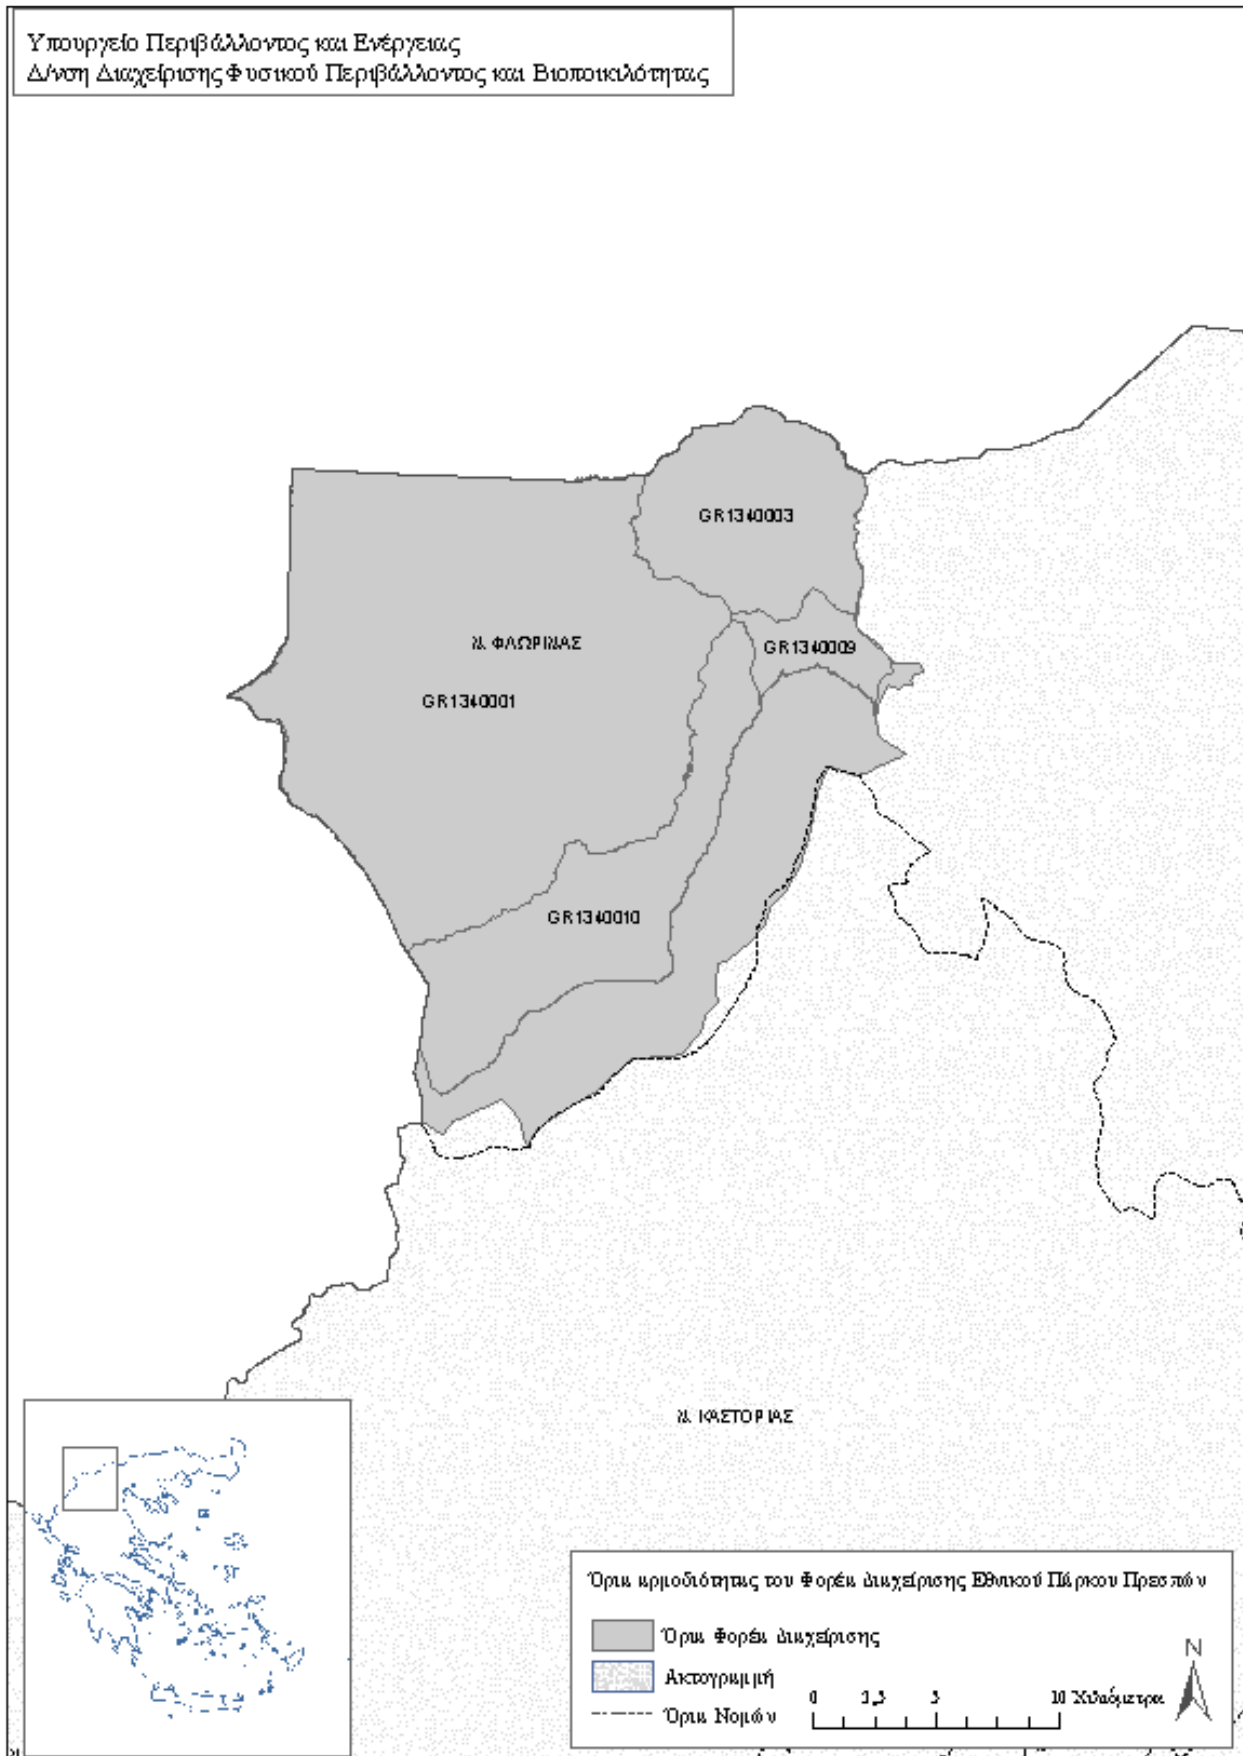 Υπουργείο Περιβάλλοντος και Ενέργειας
Δ/νση Διαχείρισης Φυσικού Περιβάλλοντος και Βιοποικιλότητας
GR1340003
Ν. ΦΛΩΡΙΝΑΣ
GR1340009
GR1340001
GR1340010
Ν. ΚΑΣΤΟΡΙΑΣ
Όρια αρμοδιότητας του Φορέα Διαχείρισης Εθνικού Πάρκου Πρεσπών
Όρια Φορέα Διαχείρισης
Ακτογραμμή
Όρια Νομών
0 2,5 5 10 Χιλιόμετρα
N